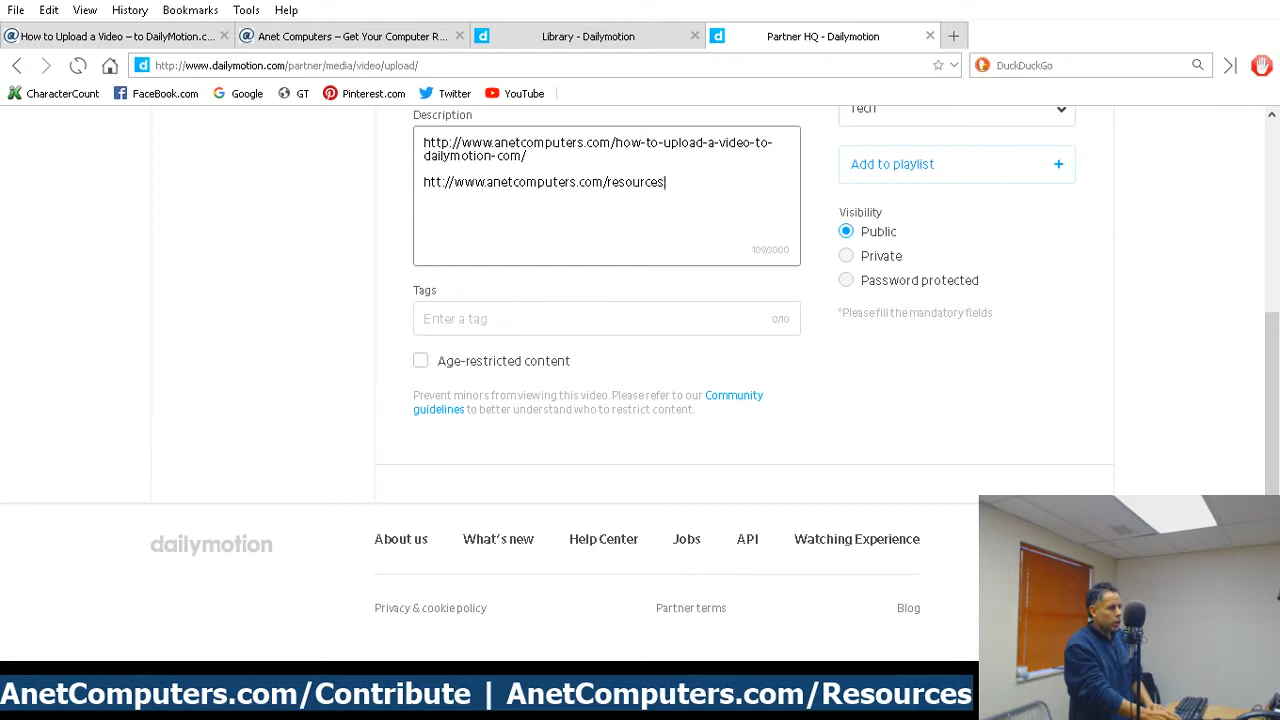 File Edit View History Bookmarks Tools Help
How to Upload a Video – to DailyMotion.c... Anet Computers – Get Your Computer R... Library - Dailymotion Partner HQ - Dailymotion
http://www.dailymotion.com/partner/media/video/upload/ DuckDuckGo
CharacterCount FaceBook.com Google GT Pinterest.com Twitter YouTube
Description
Tech
http://www.anetcomputers.com/how-to-upload-a-video-to-
dailymotion-com/
Add to playlist +
htt://www.anetcomputers.com/resources
Visibility
Public
109/3000
Private
Password protected
Tags
Enter a tag 0/10
*Please fill the mandatory fields
Age-restricted content
Prevent minors from viewing this video. Please refer to our Community
guidelines to better understand who to restrict content.
dailymotion
About us What's new Help Center Jobs API Watching Experience
Privacy & cookie policy Partner terms Blog
AnetComputers.com/Contribute | AnetComputers.com/Resources